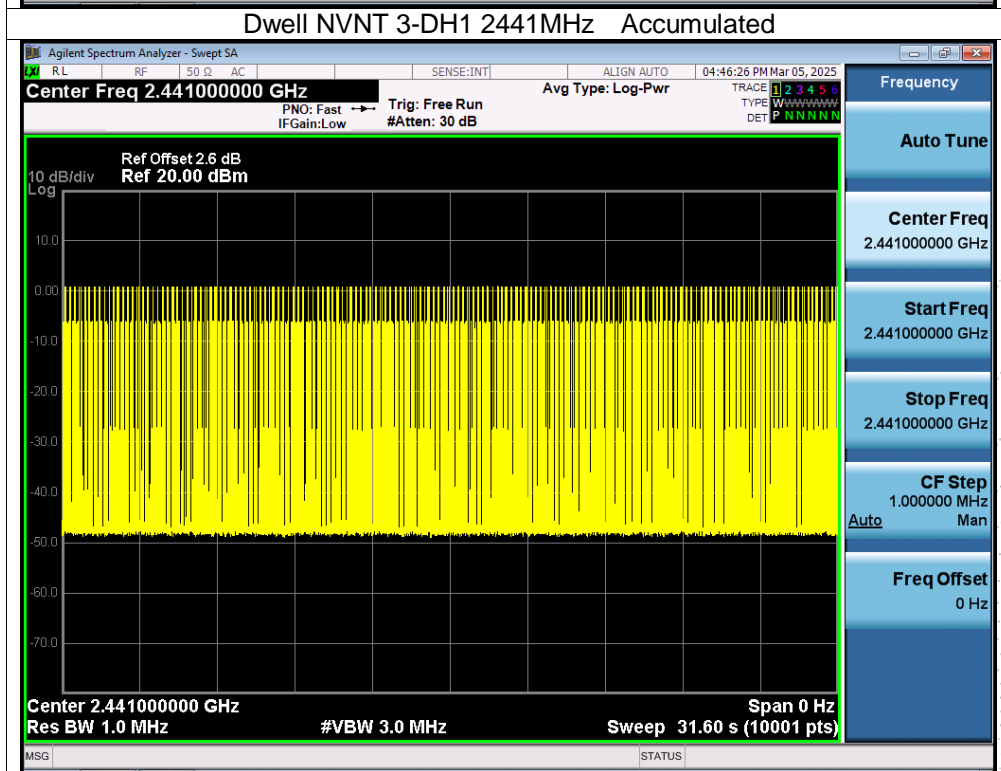 Dwell NVNT 3-DH1 2441MHz Accumulated
Agilent Spectrum Analyzer - Swept SA
LXI RL RF 50 Ω AC SENSE:INT ALIGN AUTO 04:46:26 PM Mar 05, 2025
Center Freq 2.441000000 GHz
PNO: Fast
IFGain:Low
Trig: Free Run
#Atten: 30 dB
Avg Type: Log-Pwr
TRACE 1 2 3 4 5 6
TYPE WWWWWWW
DET P N N N N N
Frequency
Ref Offset 2.6 dB
10 dB/div Ref 20.00 dBm
Log
10.0
0.00
-10.0
-20.0
-30.0
-40.0
-50.0
-60.0
-70.0
Center 2.441000000 GHz Span 0 Hz
Res BW 1.0 MHz #VBW 3.0 MHz Sweep 31.60 s (10001 pts)
Auto Tune
Center Freq
2.441000000 GHz
Start Freq
2.441000000 GHz
Stop Freq
2.441000000 GHz
CF Step
1.000000 MHz
Auto Man
Freq Offset
0 Hz
MSG STATUS